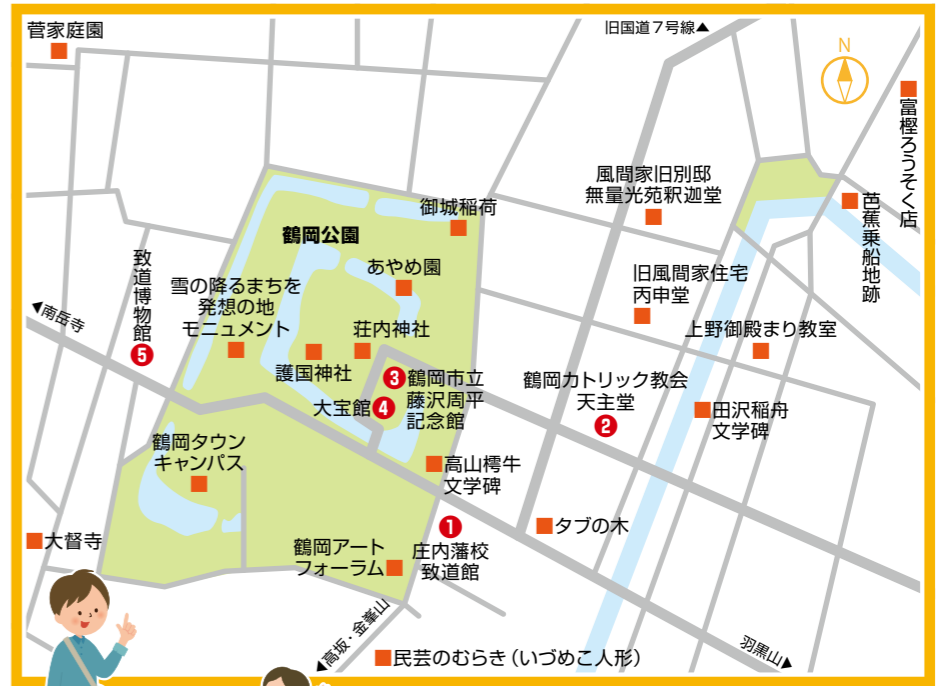 菅家庭園
旧国道7号線▲
N
富樫ろうそく店
風間家旧別邸
無量光苑釈迦堂
芭蕉乗船地跡
御城稲荷
鶴岡公園
あやめ園
致道博物館
5
雪の降るまちを
発想の地
モニュメント
旧風間家住宅
丙申堂
◀南岳寺
荘内神社
上野御殿まり教室
護国神社
3
鶴岡市立
藤沢周平
記念館
大宝館
4
鶴岡カトリック教会
天主堂
2
田沢稲舟
文学碑
鶴岡タウン
キャンパス
高山樗牛
文学碑
1
庄内藩校
致道館
タブの木
大督寺
鶴岡アート
フォーラム
◀高坂・金峯山
民芸のむらき(いづめこ人形)
羽黒山▶